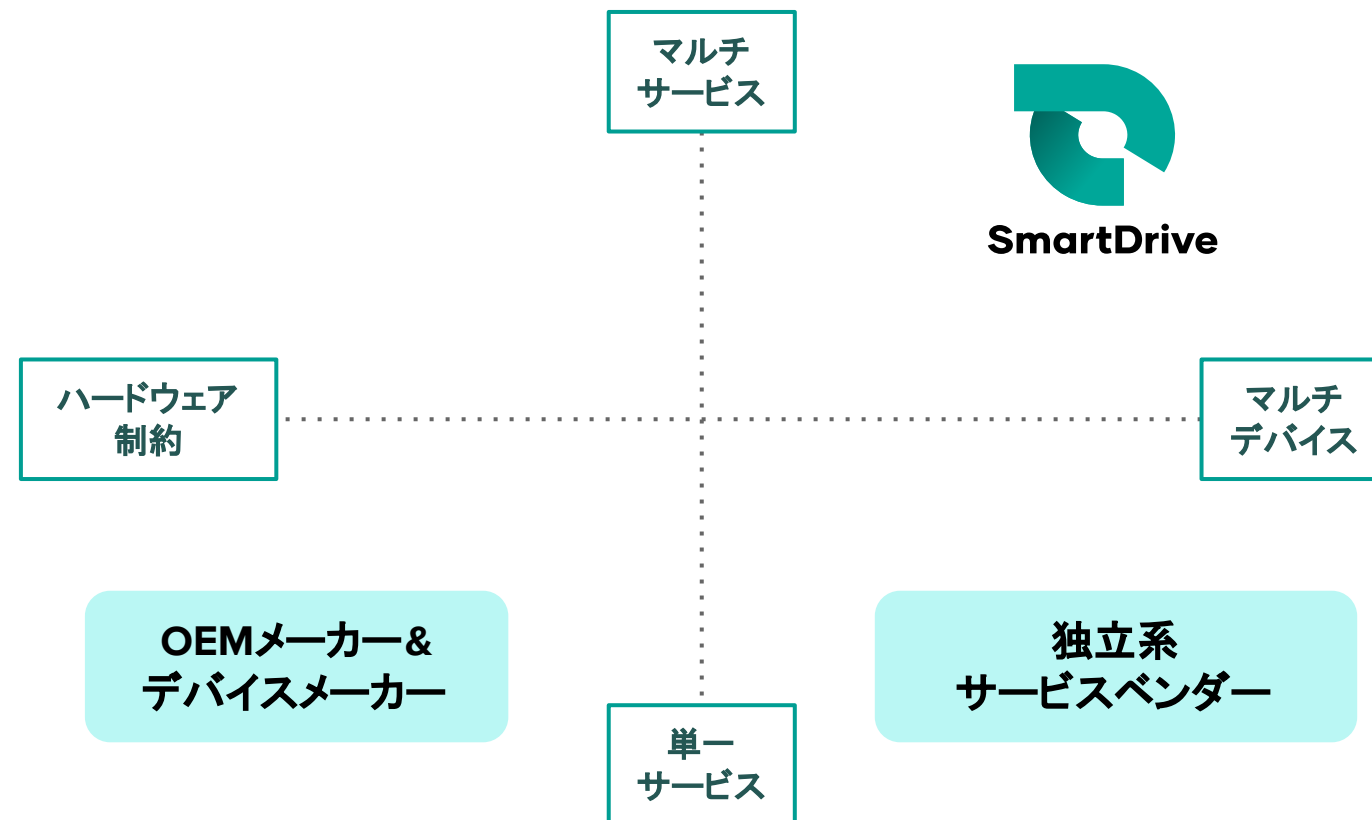 マルチ
サービス
SmartDrive
ハードウェア
制約
マルチ
デバイス
OEMメーカー&
デバイスメーカー
独立系
サービスベンダー
単一
サービス